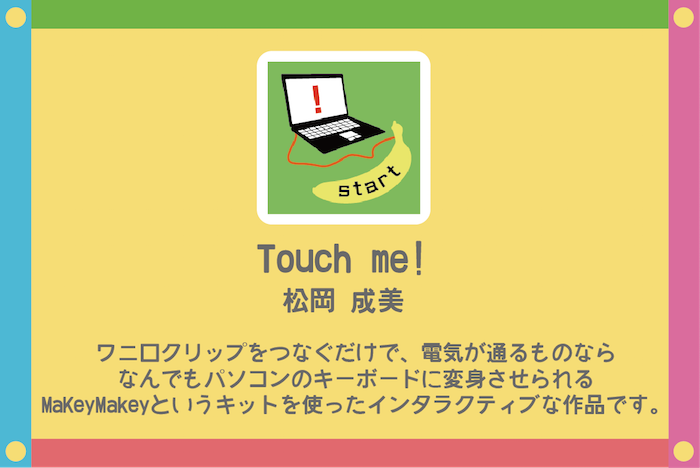 !
start
Touch me!
松岡 成美
ワニ口クリップをつなぐだけで、電気が通るものなら
なんでもパソコンのキーボードに変身させられる
MaKeyMakeyというキットを使ったインタラクティブな作品です。